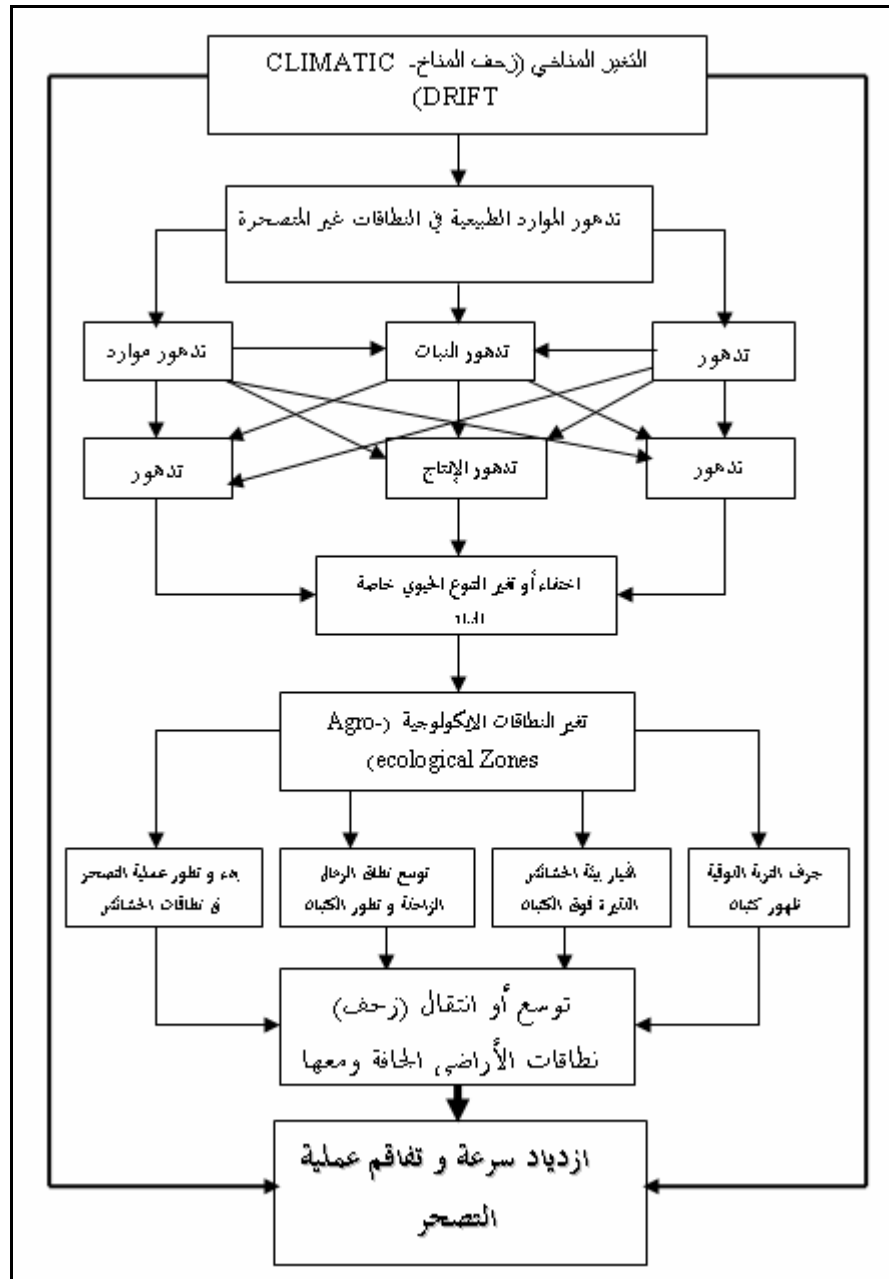 التغير المناخي (زحف المناخ- CLIMATIC
DRIFT)
تدهور الموارد الطبيعية في النطاقات غير المتصحرة
تدهور
تدهور النبات
تدهور موارد
تدهور
تدهور الإنتاج
تدهور
اختفاء أو تغير التنوع الحيوي خاصة
تغير النطاقات الايكولوجية (Agro-
ecological Zones)
جرف التربة الفوقية
ظهور كثبان
بيئة الحشائش
فوق الكثبان
توسع نطاق الرمال
الزاحفة و تطور الكثبان
بدء و تطور عملية التصحر
في نطاقات الحشائش
توسع أو انتقال (زحف)
نطاقات الأراضي الجافة ومعها
ازدياد سرعة و تفاقم عملية
التصحر